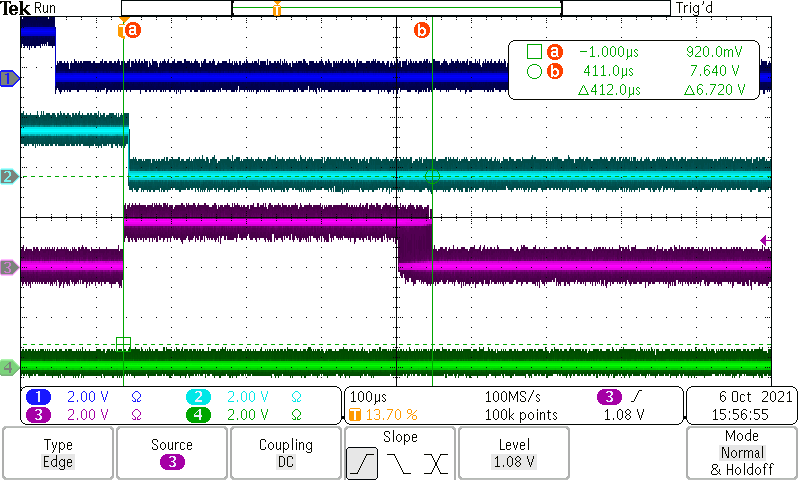 Tek Run Trig'd
T a b
a −1.000µs 920.0mV
b 411.0µs 7.640 V
△412.0µs △6.720 V
1
2
3
4
1 2.00 V Ω 2 2.00 V Ω
3 2.00 V Ω 4 2.00 V Ω
100µs 100MS/s 3
T 13.70 % 100k points 1.08 V
6 Oct 2021
15:56:55
Type
Edge
Source
3
Coupling
DC
Slope
Level
1.08 V
Mode
Normal
& Holdoff